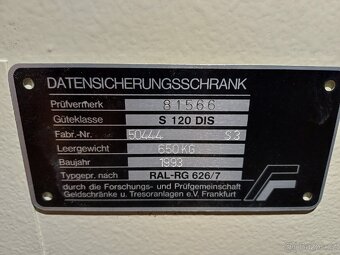 DATENSICHERUNGSSCHRANK
Prüfvermerk 81566
Güteklasse S 120 DIS
Fabr.-Nr. 50444 S3
Leergewicht 650KG
Baujahr 1993
Typgepr. nach RAL-RG 626/7
durch die Forschungs- und Prüfgemeinschaft
Geldschränke u. Tresoranlagen e.V. Frankfurt